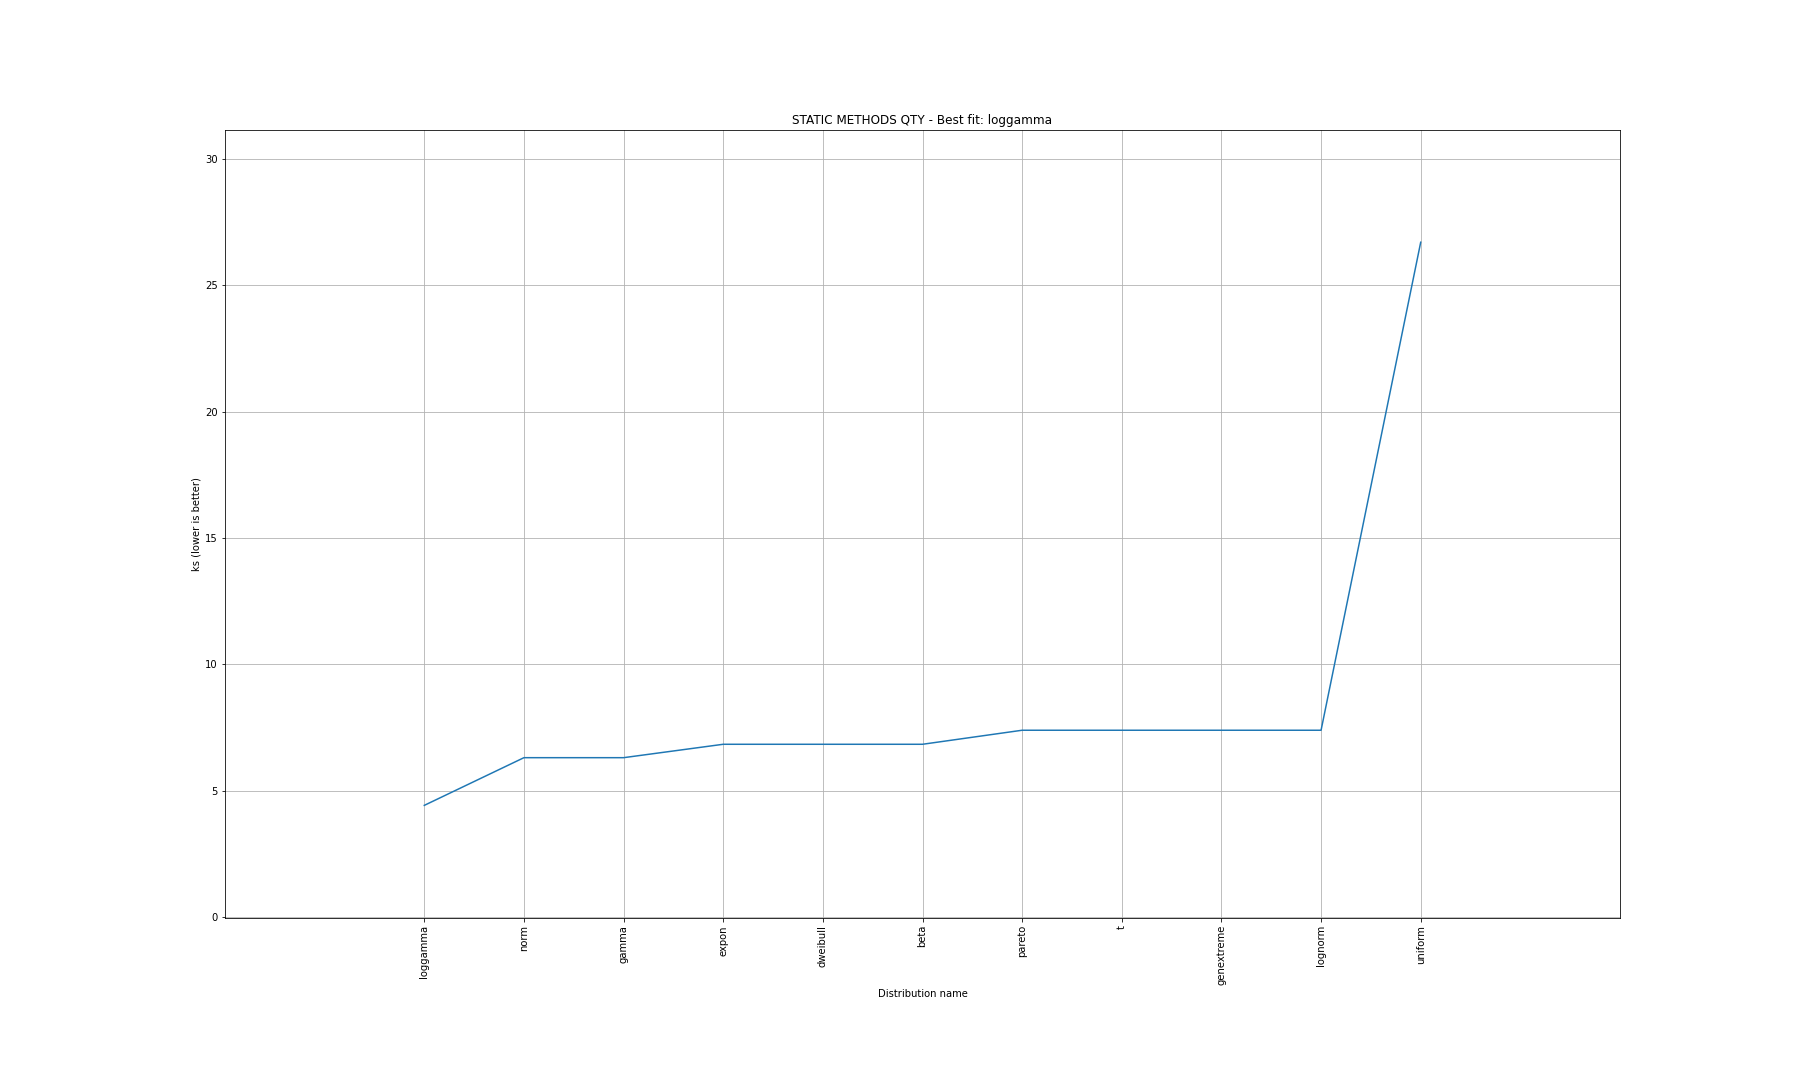 STATIC METHODS QTY - Best fit: loggamma
30
25
20
15
10
5
0
ks (lower is better)
loggamma
norm
gamma
expon
dweibull
beta
pareto
t
genextreme
lognorm
uniform
Distribution name